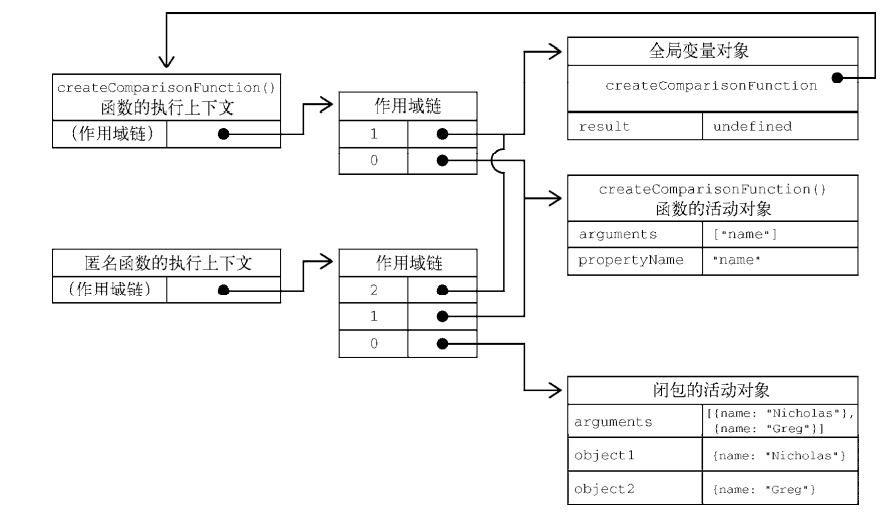 全局变量对象
createComparisonFunction
result undefined
createComparisonFunction()
函数的执行上下文
(作用域链)
作用域链
1
0
createComparisonFunction()
函数的活动对象
arguments ["name"]
propertyName "name"
匿名函数的执行上下文
(作用域链)
作用域链
2
1
0
闭包的活动对象
arguments [{name: "Nicholas"},
{name: "Greg"}]
object1 {name: "Nicholas"}
object2 {name: "Greg"}